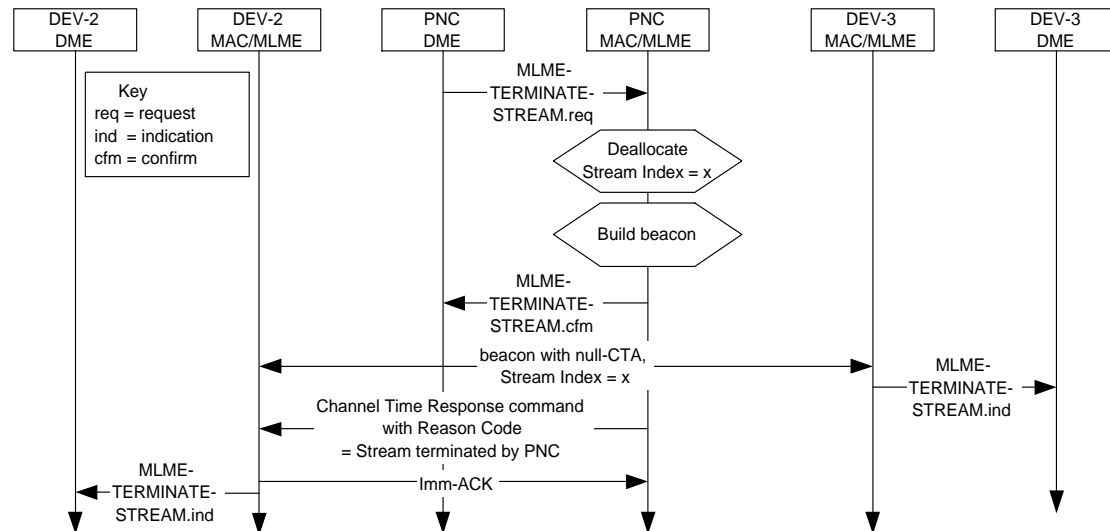 DEV-2
DME
DEV-2
MAC/MLME
PNC
DME
PNC
MAC/MLME
DEV-3
MAC/MLME
DEV-3
DME
Key
req = request
ind = indication
cfm = confirm
MLME-
TERMINATE-
STREAM.req
Deallocate
Stream Index = x
Build beacon
MLME-
TERMINATE-
STREAM.cfm
beacon with null-CTA,
Stream Index = x
MLME-
TERMINATE-
STREAM.ind
Channel Time Response command
with Reason Code
= Stream terminated by PNC
Imm-ACK
MLME-
TERMINATE-
STREAM.ind